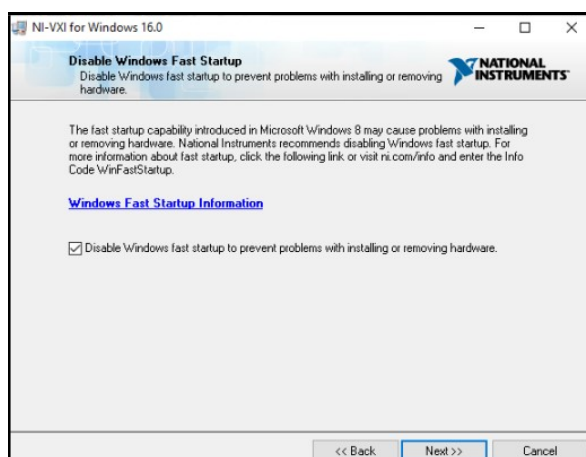 NI-VXI for Windows 16.0
Disable Windows Fast Startup
Disable Windows fast startup to prevent problems with installing or removing
hardware.
NATIONAL
INSTRUMENTS™
The fast startup capability introduced in Microsoft Windows 8 may cause problems with installing
or removing hardware. National Instruments recommends disabling Windows fast startup. For
more information about fast startup, click the following link or visit ni.com/info and enter the Info
Code WinFastStartup.
Windows Fast Startup Information
Disable Windows fast startup to prevent problems with installing or removing hardware.
<< Back
Next >>
Cancel